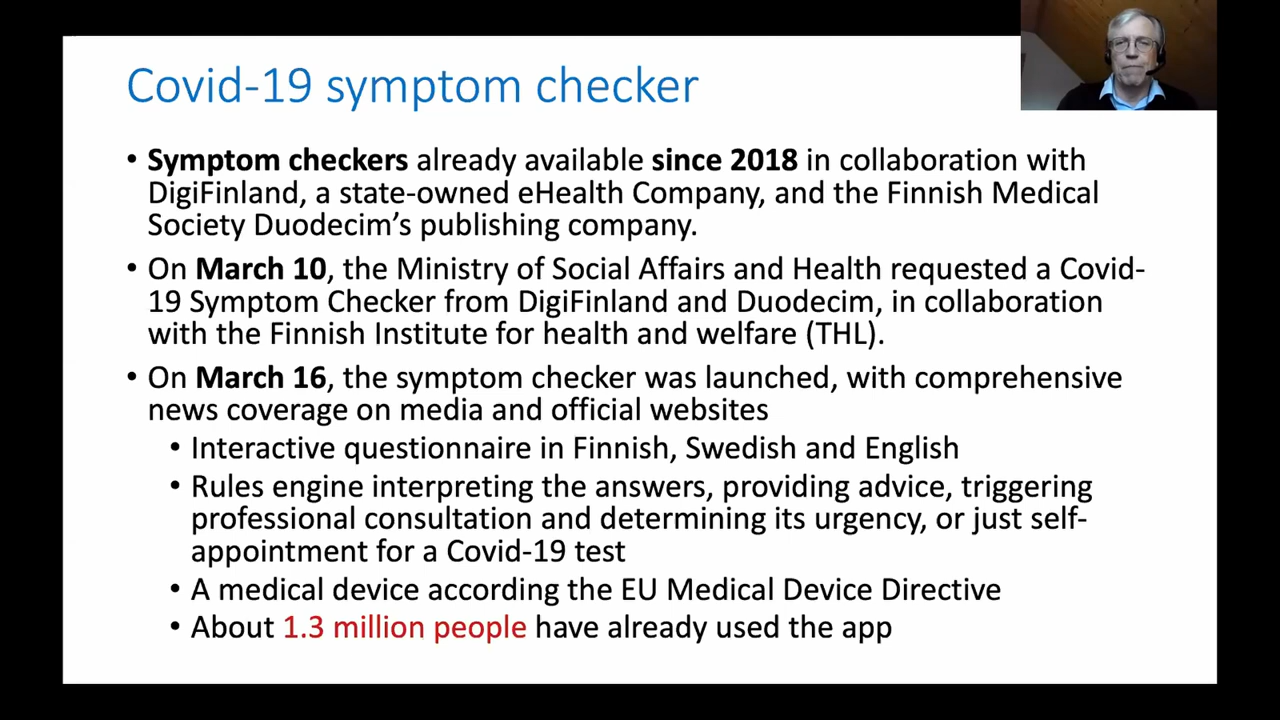 Covid-19 symptom checker
• Symptom checkers already available since 2018 in collaboration with
DigiFinland, a state-owned eHealth Company, and the Finnish Medical
Society Duodecim’s publishing company.
• On March 10, the Ministry of Social Affairs and Health requested a Covid-
19 Symptom Checker from DigiFinland and Duodecim, in collaboration
with the Finnish Institute for health and welfare (THL).
• On March 16, the symptom checker was launched, with comprehensive
news coverage on media and official websites
• Interactive questionnaire in Finnish, Swedish and English
• Rules engine interpreting the answers, providing advice, triggering
professional consultation and determining its urgency, or just self-
appointment for a Covid-19 test
• A medical device according the EU Medical Device Directive
• About 1.3 million people have already used the app